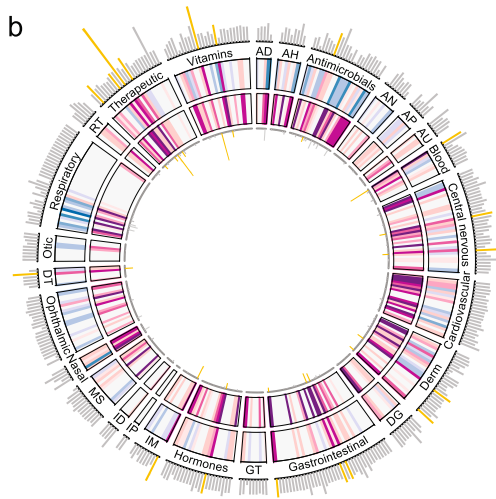 b
AD
AH
Antimicrobials
AN
AP
AU
Blood
Central nervous
Cardiovascular
Derm
DG
Gastrointestinal
GT
Hormones
IM
IP
ID
MS
Nasal
Ophthalmic
DT
Otic
Respiratory
RT
Therapeutic
Vitamins